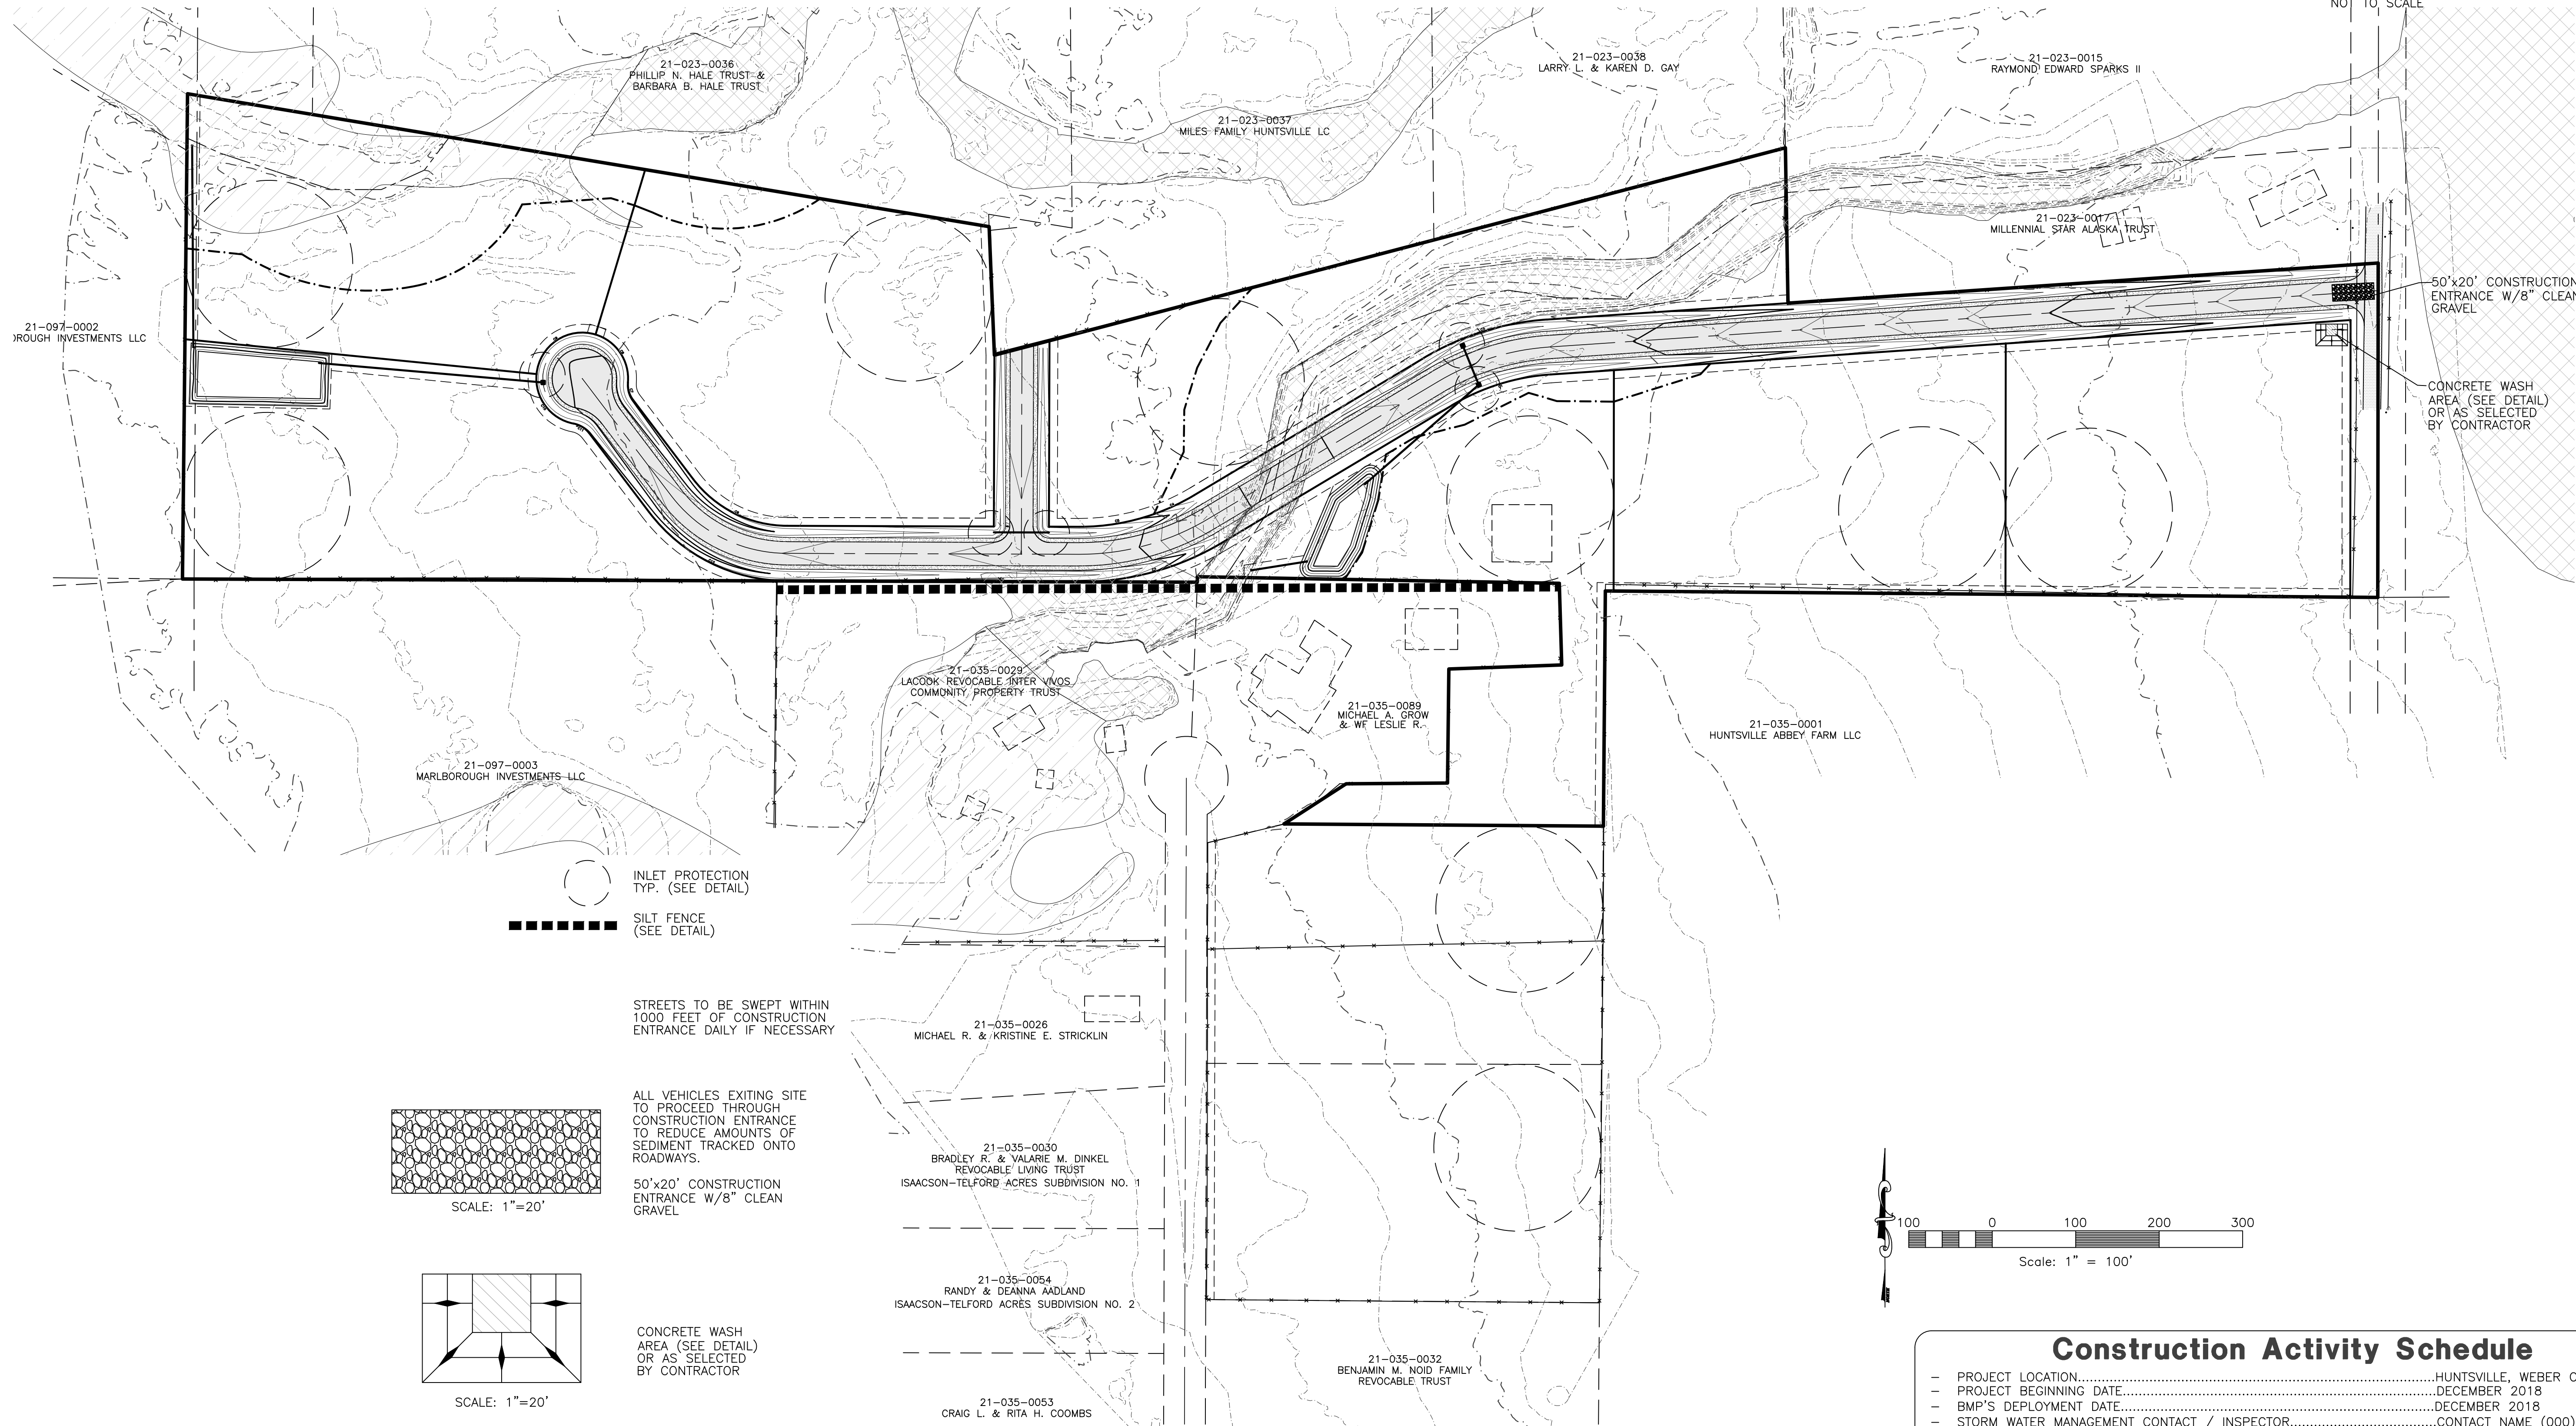 NOT TO SCALE
21-023-0036
PHILLIP N. HALE TRUST &
BARBARA B. HALE TRUST
21-023-0037
MILES FAMILY HUNTSVILLE LC
21-023-0038
LARRY L. & KAREN D. GAY
21-023-0015
RAYMOND EDWARD SPARKS II
21-023-0017
MILLENNIAL STAR ALASKA TRUST
50'x20' CONSTRUCTION
ENTRANCE W/8" CLEAN
GRAVEL
21-097-0002
OROUGH INVESTMENTS LLC
CONCRETE WASH
AREA (SEE DETAIL)
OR AS SELECTED
BY CONTRACTOR
21-035-0029
LACOOK REVOCABLE INTER VIVOS
COMMUNITY PROPERTY TRUST
21-035-0089
MICHAEL A. GROW
& WF LESLIE R.
21-035-0001
HUNTSVILLE ABBEY FARM LLC
21-097-0003
MARLBOROUGH INVESTMENTS LLC
INLET PROTECTION
TYP. (SEE DETAIL)
SILT FENCE
(SEE DETAIL)
STREETS TO BE SWEPT WITHIN
1000 FEET OF CONSTRUCTION
ENTRANCE DAILY IF NECESSARY
21-035-0026
MICHAEL R. & KRISTINE E. STRICKLIN
ALL VEHICLES EXITING SITE
TO PROCEED THROUGH
CONSTRUCTION ENTRANCE
TO REDUCE AMOUNTS OF
SEDIMENT TRACKED ONTO
ROADWAYS.
50'x20' CONSTRUCTION
ENTRANCE W/8" CLEAN
GRAVEL
SCALE: 1"=20'
21-035-0030
BRADLEY R. & VALARIE M. DINKEL
REVOCABLE LIVING TRUST
ISAACSON-TELFORD ACRES SUBDIVISION NO. 1
100 0 100 200 300
Scale: 1" = 100'
21-035-0054
RANDY & DEANNA AADLAND
ISAACSON-TELFORD ACRES SUBDIVISION NO. 2
CONCRETE WASH
AREA (SEE DETAIL)
OR AS SELECTED
BY CONTRACTOR
SCALE: 1"=20'
21-035-0032
BENJAMIN M. NOID FAMILY
REVOCABLE TRUST
21-035-0053
CRAIG L. & RITA H. COOMBS
Construction Activity Schedule
- PROJECT LOCATION........HUNTSVILLE, WEBER C
- PROJECT BEGINNING DATE........DECEMBER 2018
- BMP'S DEPLOYMENT DATE........DECEMBER 2018
- STORM WATER MANAGEMENT CONTACT / INSPECTOR........CONTACT NAME (000)